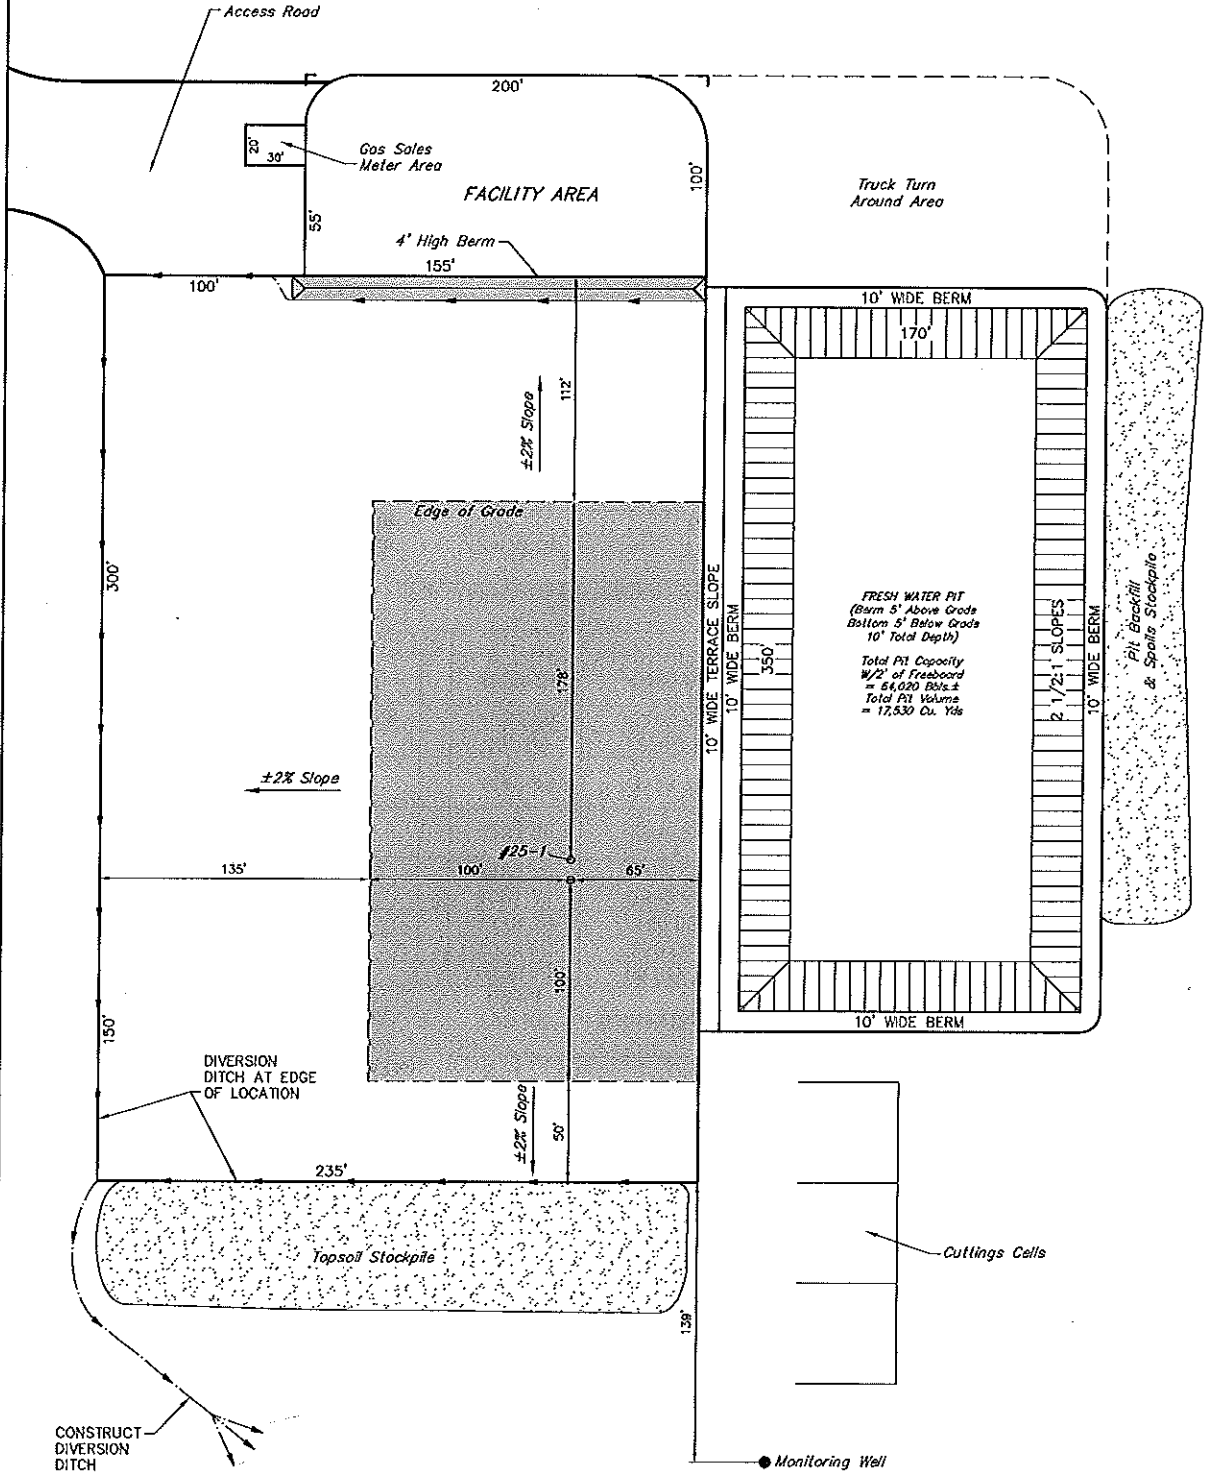 Access Road
200'
20'
30'
Gas Sales
Meter Area
FACILITY AREA
100'
Truck Turn
Around Area
55'
4' High Berm
155'
100'
10' WIDE BERM
170'
112'
±2% Slope
Edge of Grade
300'
10' WIDE TERRACE SLOPE
10' WIDE BERM
350'
FRESH WATER PIT
(Berm 5' Above Grade
Bottom 5' Below Grade
10' Total Depth)
Total Pit Capacity
W/2' of Freeboard
= 54,020 Bbls.±
Total Pit Volume
= 17,530 Cu. Yds
2 1/2:1 SLOPES
10' WIDE BERM
Pit Backfill
& Spoils Stockpile
178'
±2% Slope
#25-1
135'
100'
65'
100'
150'
10' WIDE BERM
DIVERSION
DITCH AT EDGE
OF LOCATION
±2% Slope
50'
235'
Topsoil Stockpile
Cuttings Cells
139'
CONSTRUCT
DIVERSION
DITCH
Monitoring Well